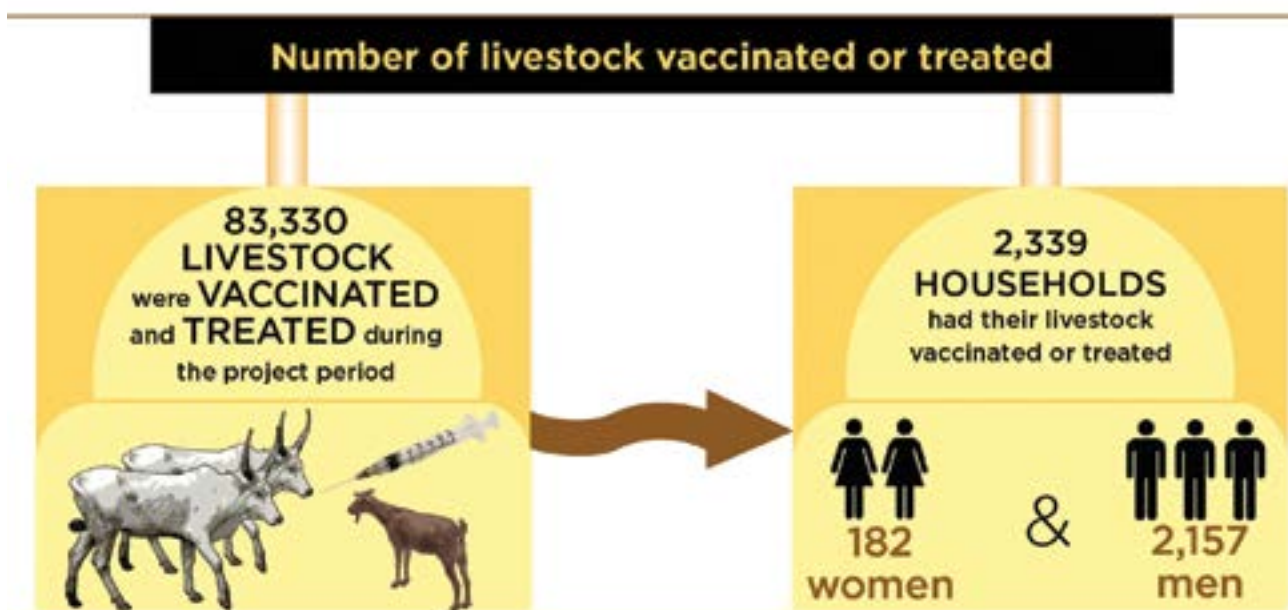 Number of livestock vaccinated or treated
83,330
LIVESTOCK
were VACCINATED
and TREATED during
the project period
2,339
HOUSEHOLDS
had their livestock
vaccinated or treated
182
women
&
2,157
men